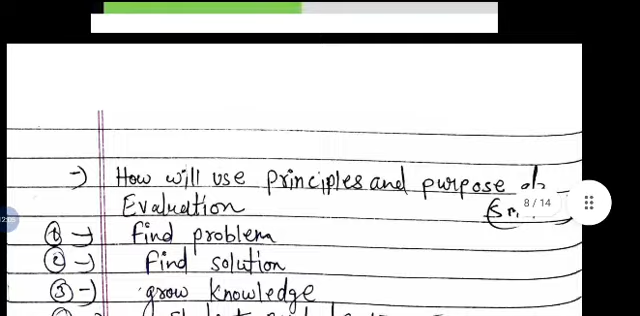 -) How will use principles and purpose of
Evaluation
8 / 14
① -) find problem
② -) find solution
③ -) grow knowledge